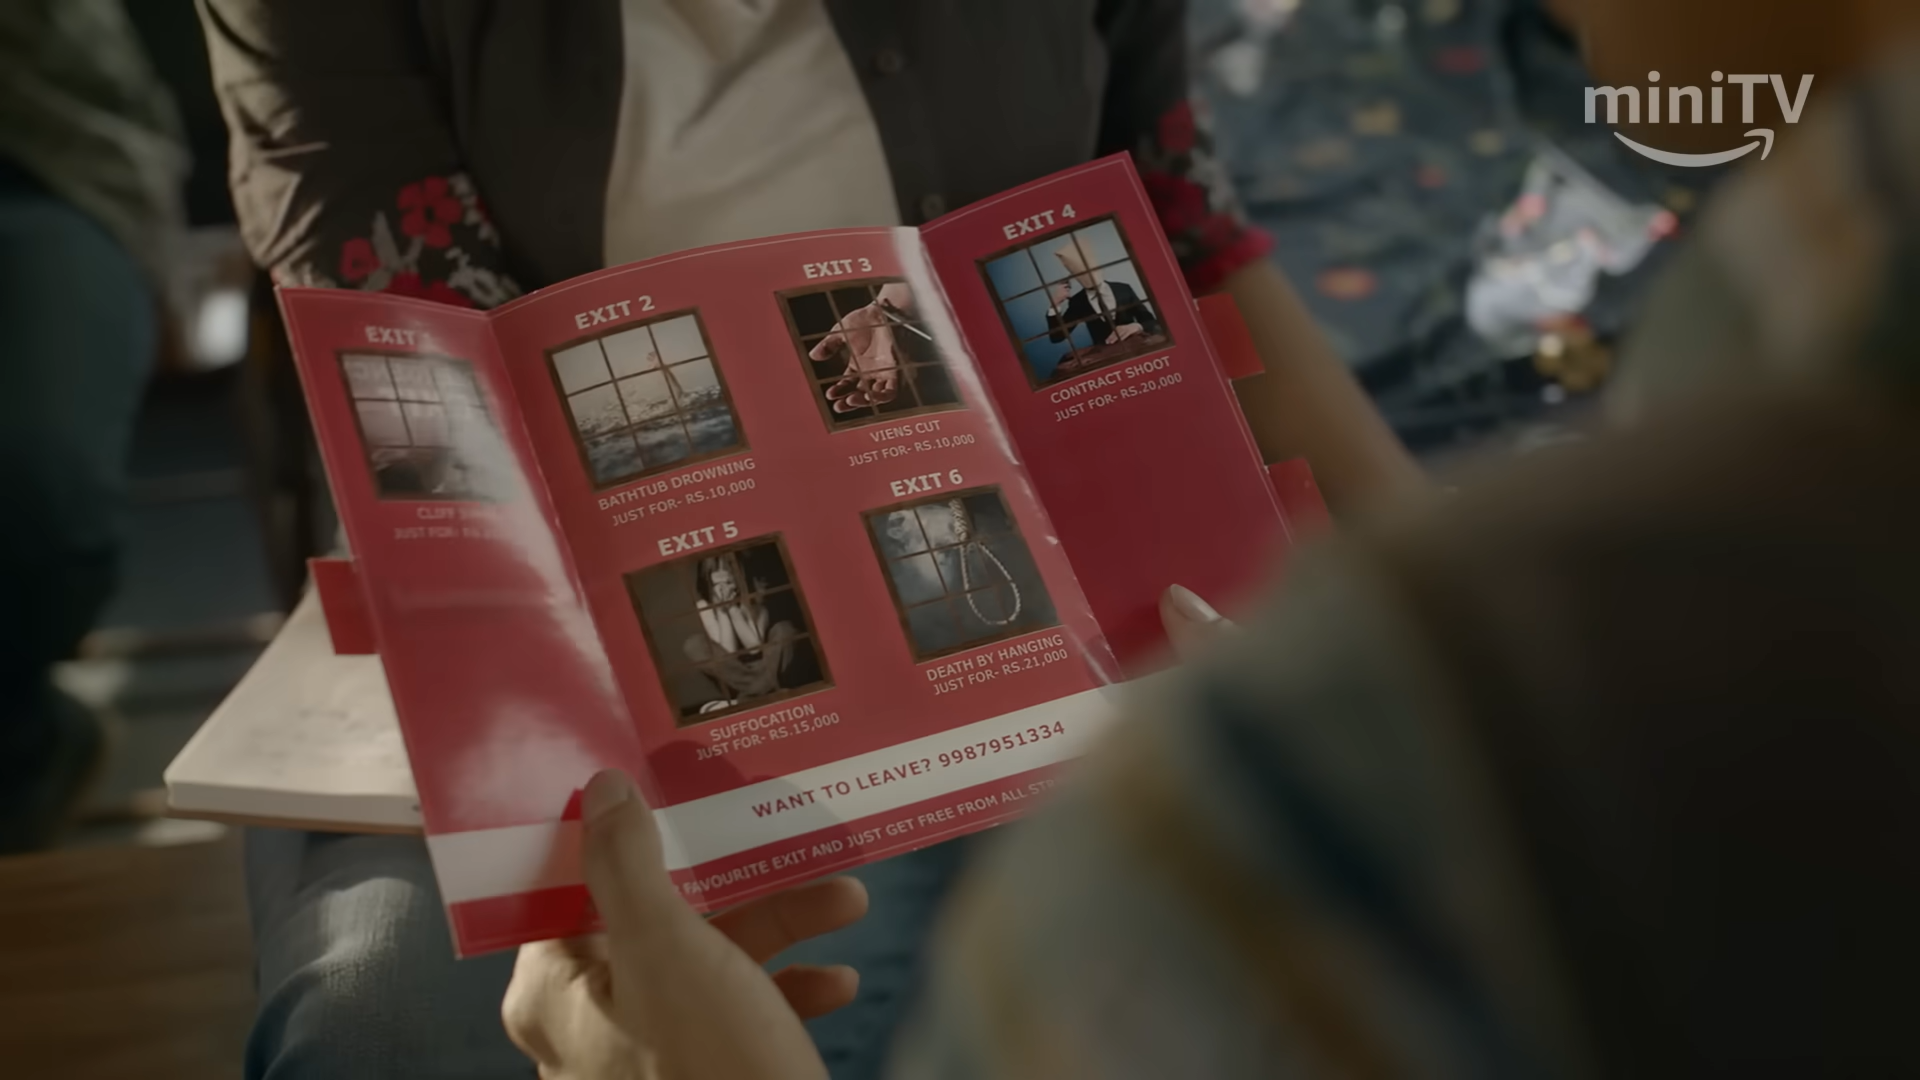 miniTV
EXIT 4
EXIT 3
EXIT 2
EXIT
CONTRACT SHOOT
JUST FOR- RS.20,000
VIENS CUT
JUST FOR- RS.10,000
BATHTUB DROWNING
JUST FOR- RS.10,000
CLIFF
JUST FOR-
EXIT 6
EXIT 5
DEATH BY HANGING
JUST FOR- RS.21,000
SUFFOCATION
JUST FOR- RS.15,000
WANT TO LEAVE? 9987951334
FAVOURITE EXIT AND JUST GET FREE FROM ALL